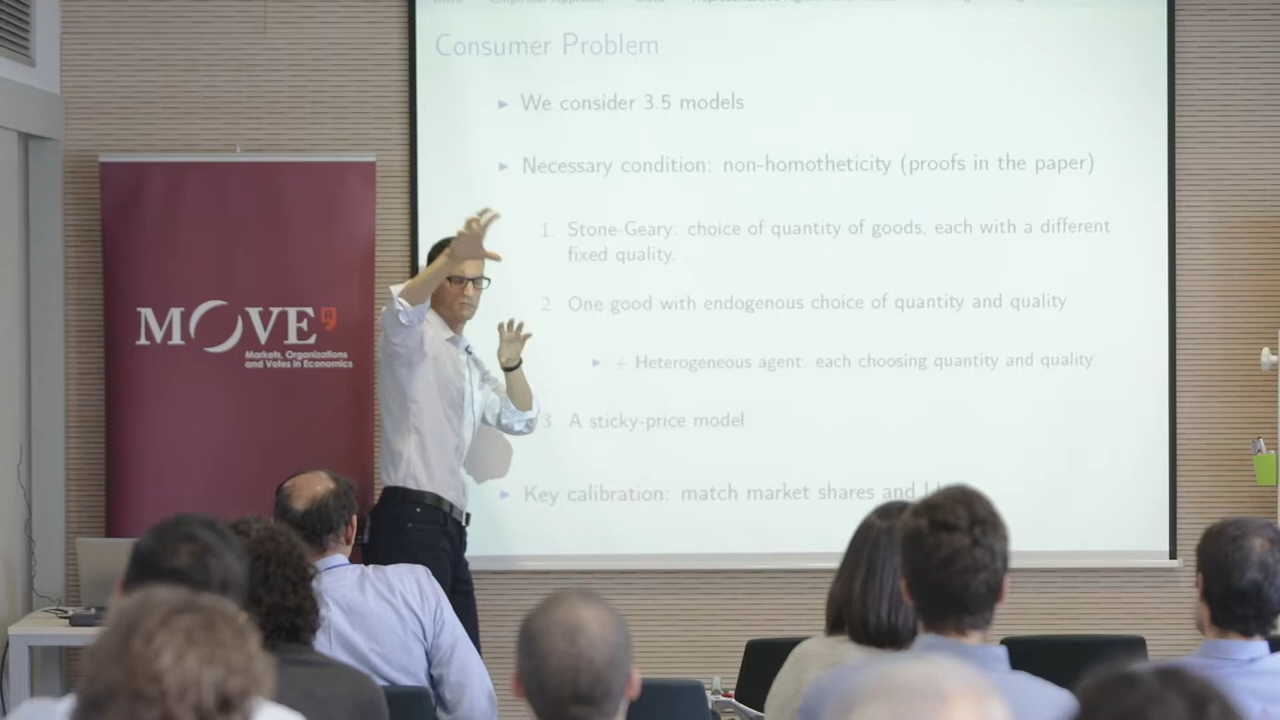 Consumer Problem
We consider 3.5 models
Necessary condition: non-homotheticity (proofs in the paper)
1. Stone-Geary: choice of quantity of goods, each with a different
fixed quality.
2 One good with endogenous choice of quantity and quality
+ Heterogeneous agent: each choosing quantity and quality.
3 A sticky-price model
Key calibration: match market shares and
MOVE
Markets, Organizations
and Votes in Economics